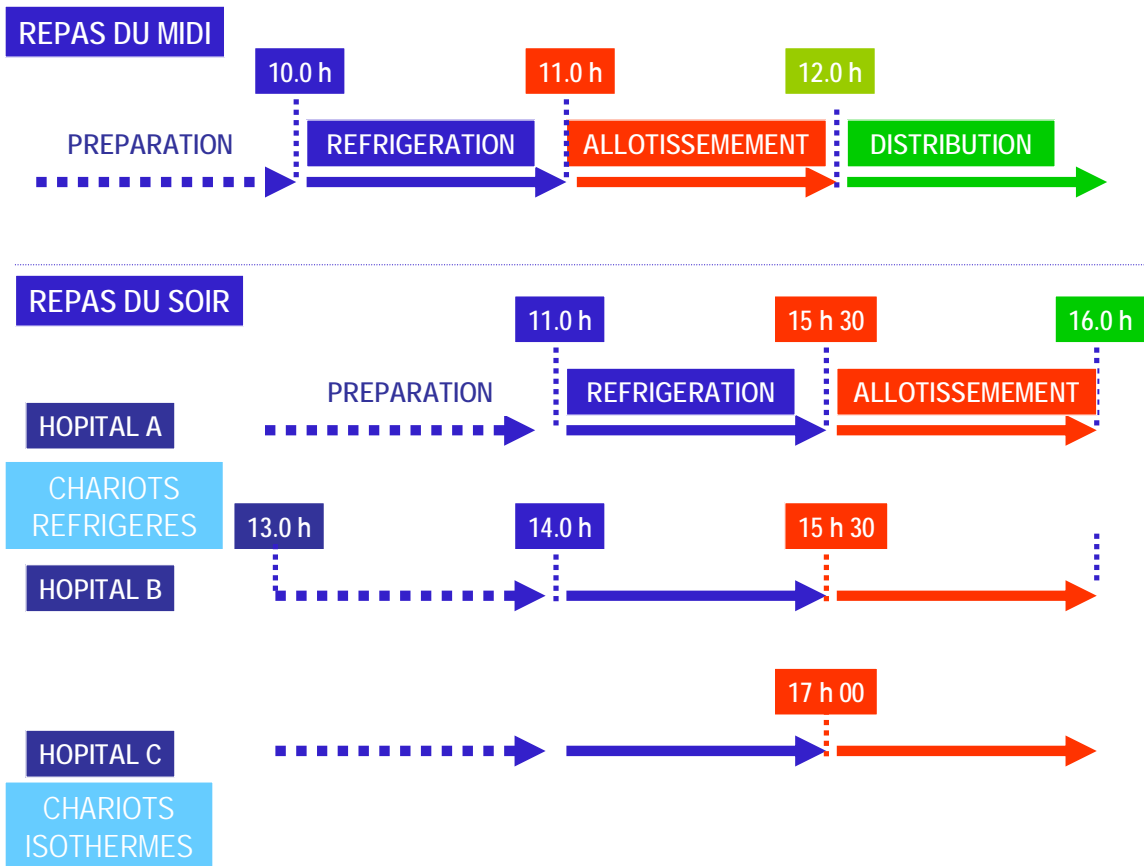 REPAS DU MIDI
10.0 h
11.0 h
12.0 h
PREPARATION
REFRIGERATION
ALLOTISSEMEMENT
DISTRIBUTION
REPAS DU SOIR
11.0 h
15 h 30
16.0 h
PREPARATION
REFRIGERATION
ALLOTISSEMEMENT
HOPITAL A
CHARIOTS
REFRIGERES
13.0 h
14.0 h
15 h 30
HOPITAL B
17 h 00
HOPITAL C
CHARIOTS
ISOTHERMES